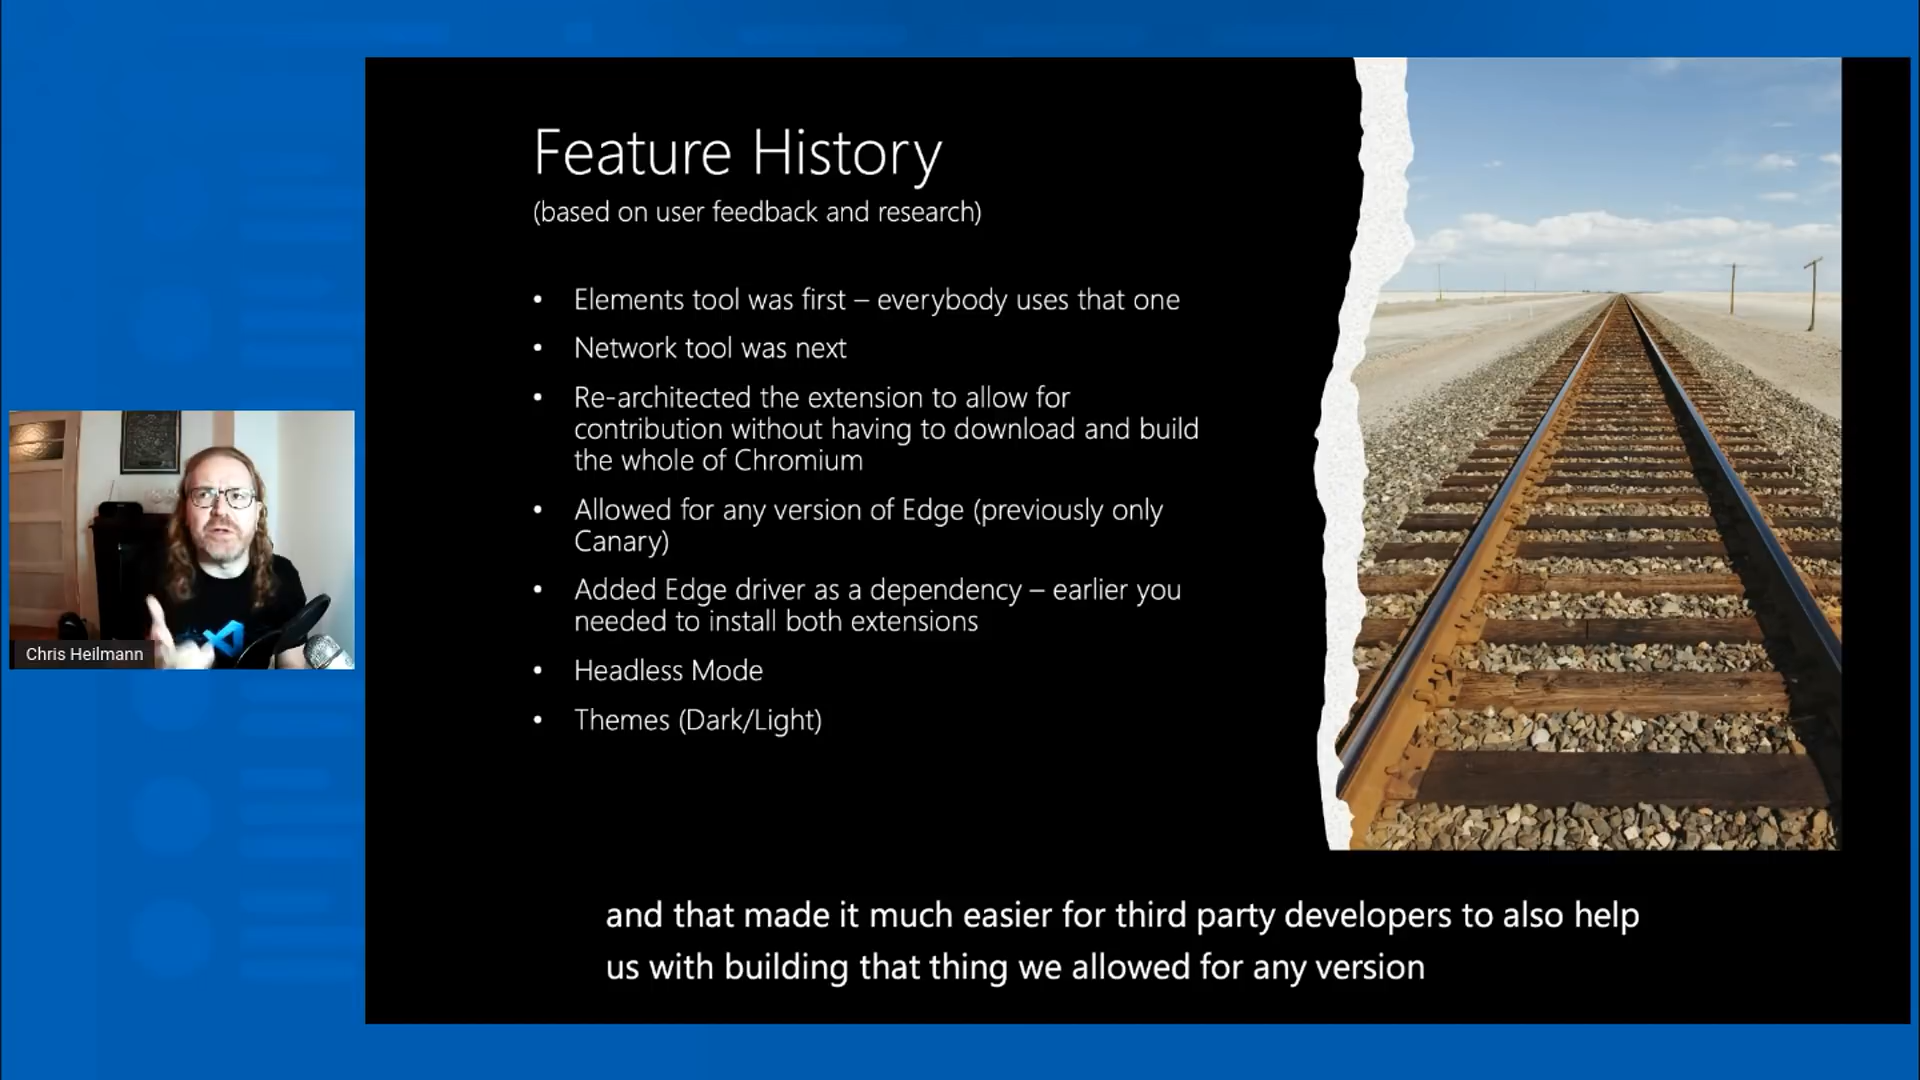 Feature History
(based on user feedback and research)
• Elements tool was first – everybody uses that one
• Network tool was next
• Re-architected the extension to allow for
contribution without having to download and build
the whole of Chromium
• Allowed for any version of Edge (previously only
Canary)
• Added Edge driver as a dependency – earlier you
needed to install both extensions
• Headless Mode
• Themes (Dark/Light)
Chris Heilmann
and that made it much easier for third party developers to also help
us with building that thing we allowed for any version